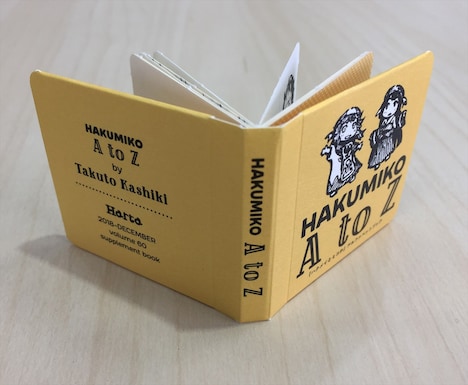 HAKUMIKO
A to Z
by
Takuto Kashiki
Harta
2018-DECEMBER
volume 60
supplement book
HAKUMIKO A to Z
HAKUMIKO
A to Z